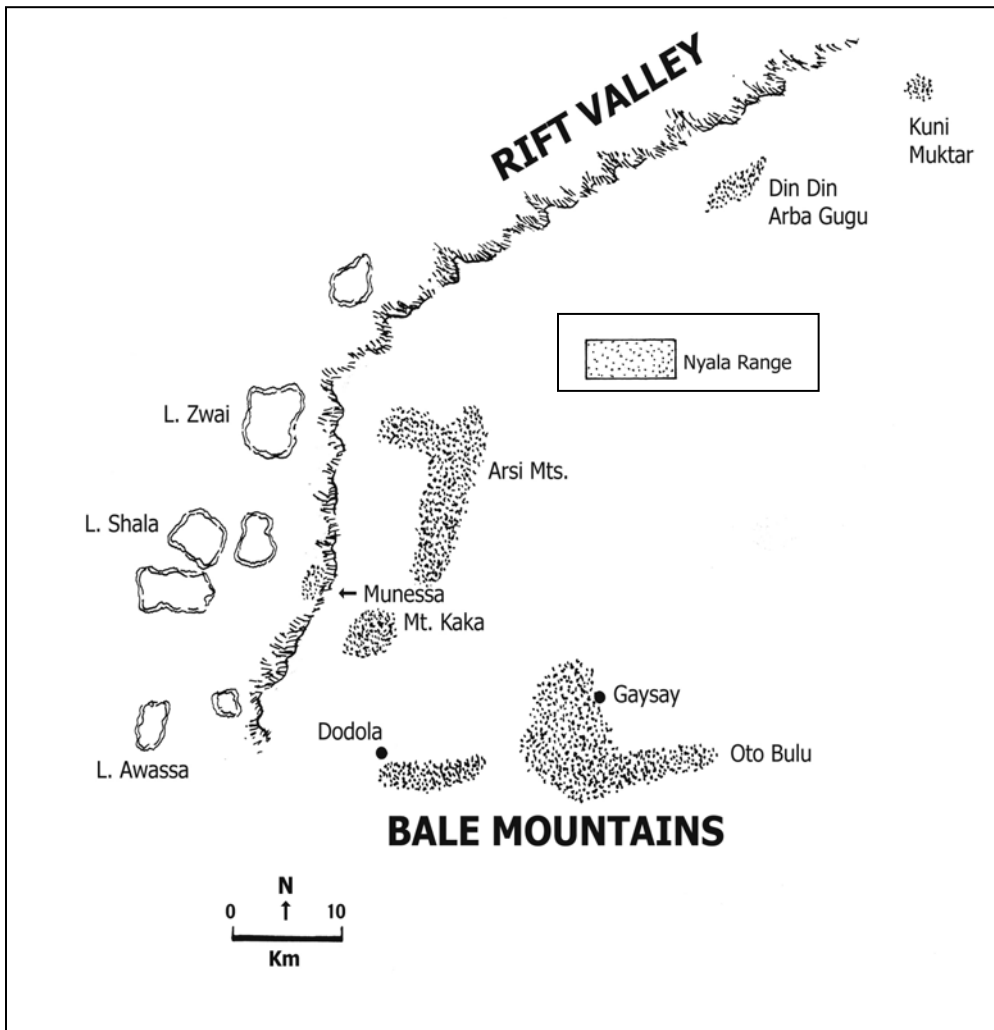 RIFT VALLEY
Kuni
Muktar
Din Din
Arba Gugu
Nyala Range
L. Zwai
Arsi Mts.
L. Shala
← Munessa
Mt. Kaka
Gaysay
Dodola
Oto Bulu
L. Awassa
BALE MOUNTAINS
N
↑
0 10
Km